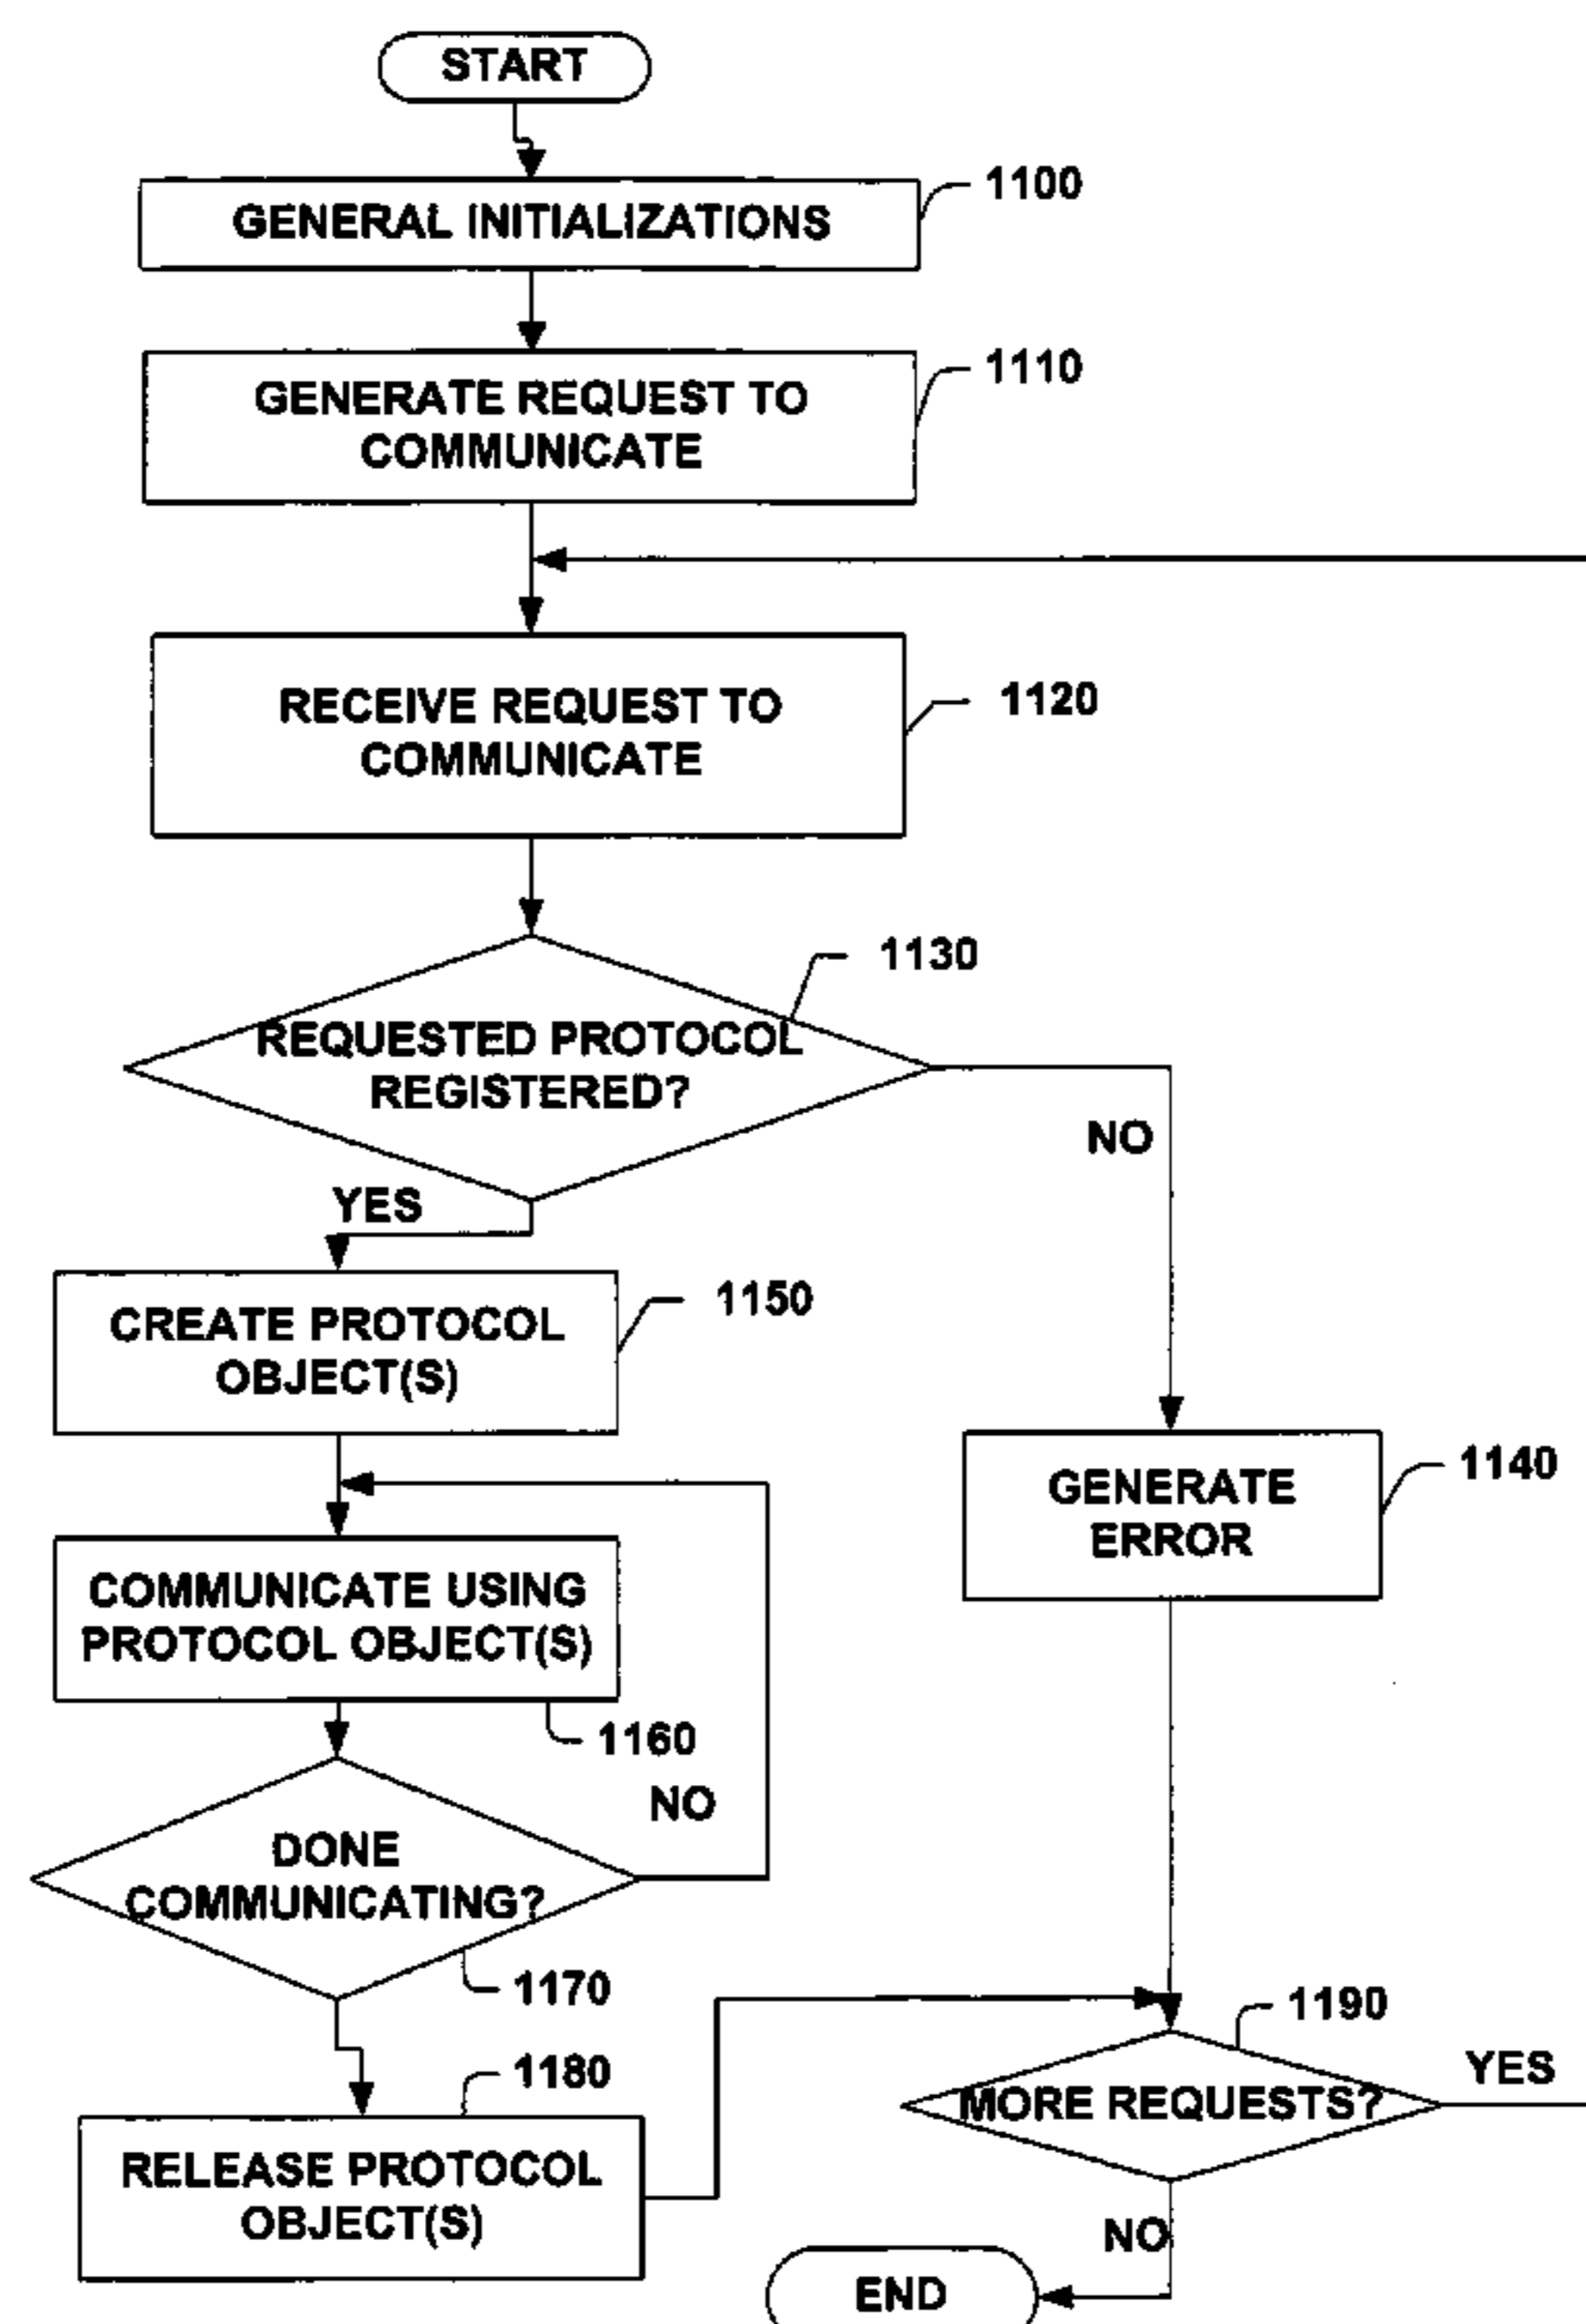 START
GENERAL INITIALIZATIONS
1100
GENERATE REQUEST TO
COMMUNICATE
1110
RECEIVE REQUEST TO
COMMUNICATE
1120
REQUESTED PROTOCOL
REGISTERED?
1130
NO
YES
CREATE PROTOCOL
OBJECT(S)
1150
GENERATE
ERROR
1140
COMMUNICATE USING
PROTOCOL OBJECT(S)
1160
NO
DONE
COMMUNICATING?
1170
1190
MORE REQUESTS?
YES
1180
RELEASE PROTOCOL
OBJECT(S)
NO
END